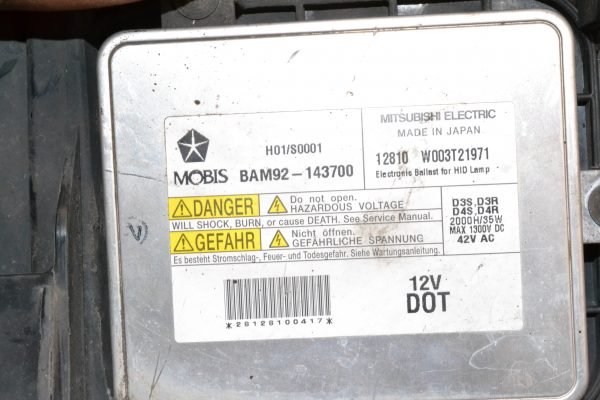 H01/S0001
MOBIS BAM92-143700
MITSUBISHI ELECTRIC
MADE IN JAPAN
12810 W003T21971
Electronic Ballast for HID Lamp
DANGER
Do not open.
HAZARDOUS VOLTAGE
WILL SHOCK, BURN, or cause DEATH. See Service Manual.
GEFAHR
Nicht öffnen.
GEFÄHRLICHE SPANNUNG
Es besteht Stromschlag-, Feuer- und Todesgefahr. Siehe Wartungsanleitung.
D3S,D3R
D4S,D4R
2000H/35W
MAX 1300V DC
42V AC
12V
DOT
*28128100417*